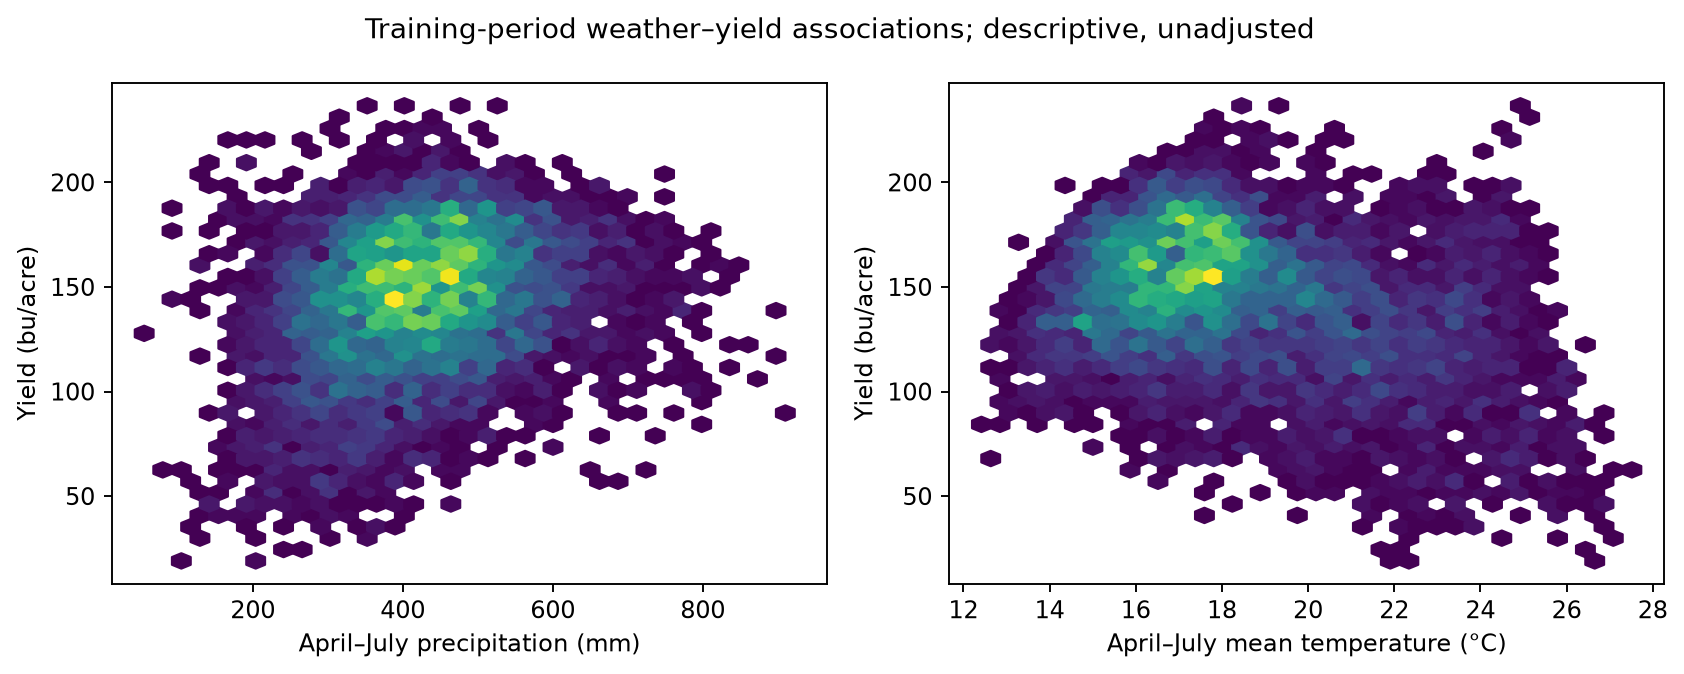 Training-period weather–yield associations; descriptive, unadjusted
Yield (bu/acre)
200
150
100
50
200 400 600 800
April–July precipitation (mm)
Yield (bu/acre)
200
150
100
50
12 14 16 18 20 22 24 26 28
April–July mean temperature (°C)